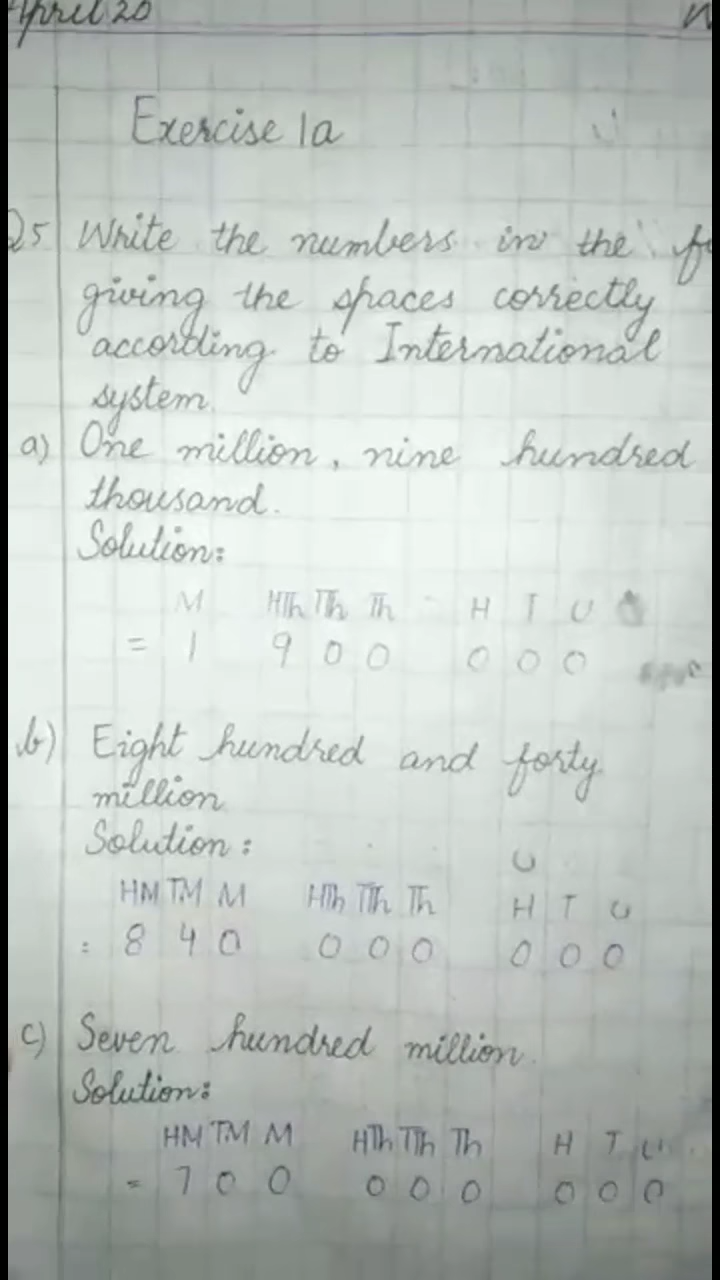 April 20
Exercise 1a
Q5 Write the numbers in the
giving the spaces correctly
according to International
system.
a) One million, nine hundred
thousand.
Solution:
M HTh TTh Th H T U
= 1 9 0 0 0 0 0
b) Eight hundred and forty
million
Solution:
U
HM TM M HTh TTh Th H T U
= 8 4 0 0 0 0 0 0 0
c) Seven hundred million.
Solution:
HM TM M HTh TTh Th H T U
= 7 0 0 0 0 0 0 0 0